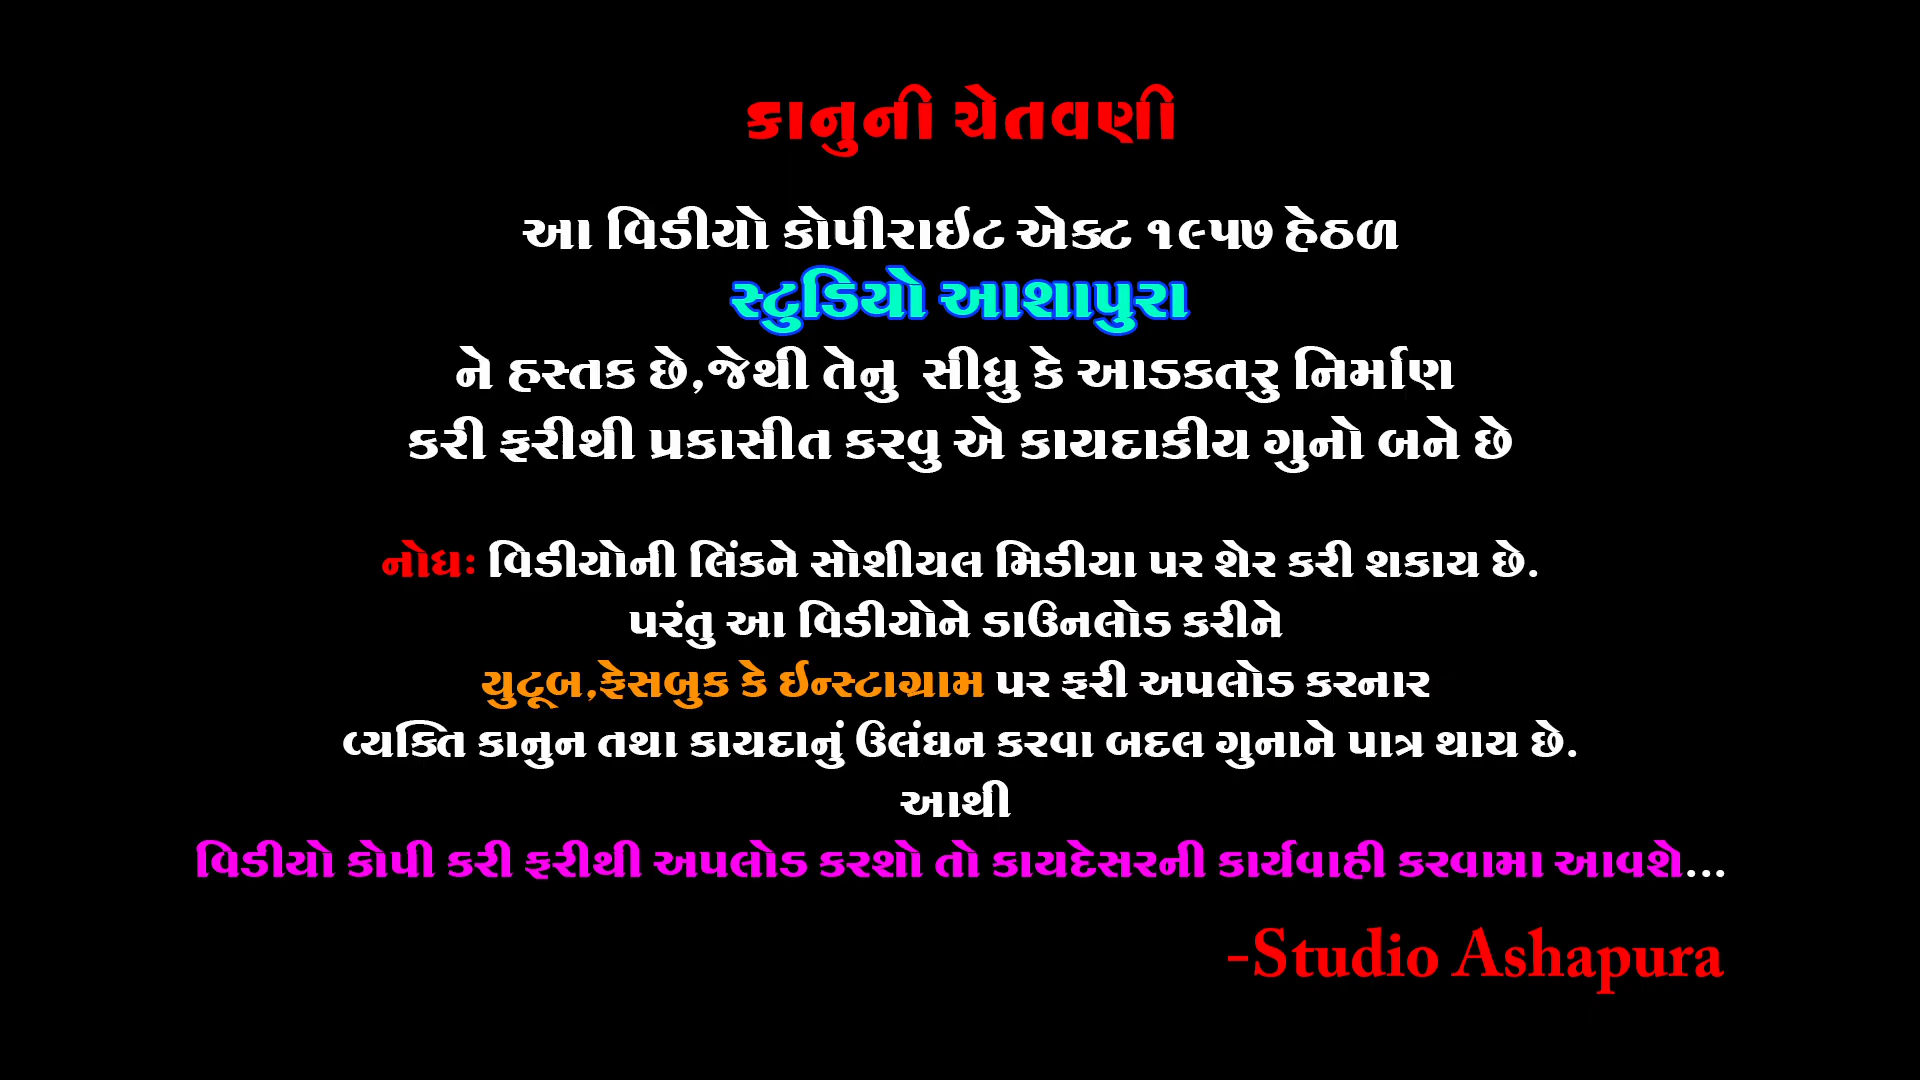 કાનુની ચેતવણી
આ વિડીયો કોપીરાઈટ એક્ટ ૧૯૫૭ હેઠળ
સ્ટુડિયો આશાપુરા
ને હસ્તક છે,જેથી તેનુ સીધુ કે આડકતરુ નિર્માણ
કરી ફરીથી પ્રકાસીત કરવુ એ કાયદાકીય ગુનો બને છે
નોધઃ વિડીયોની લિંકને સોશીયલ મિડીયા પર શેર કરી શકાય છે.
પરંતુ આ વિડીયોને ડાઉનલોડ કરીને
યુટૂબ,ફેસબુક કે ઈન્સ્ટાગ્રામ પર ફરી અપલોડ કરનાર
વ્યક્તિ કાનુન તથા કાયદાનું ઉલંઘન કરવા બદલ ગુનાને પાત્ર થાય છે.
આથી
વિડીયો કોપી કરી ફરીથી અપલોડ કરશો તો કાયદેસરની કાર્યવાહી કરવામા આવશે...
-Studio Ashapura